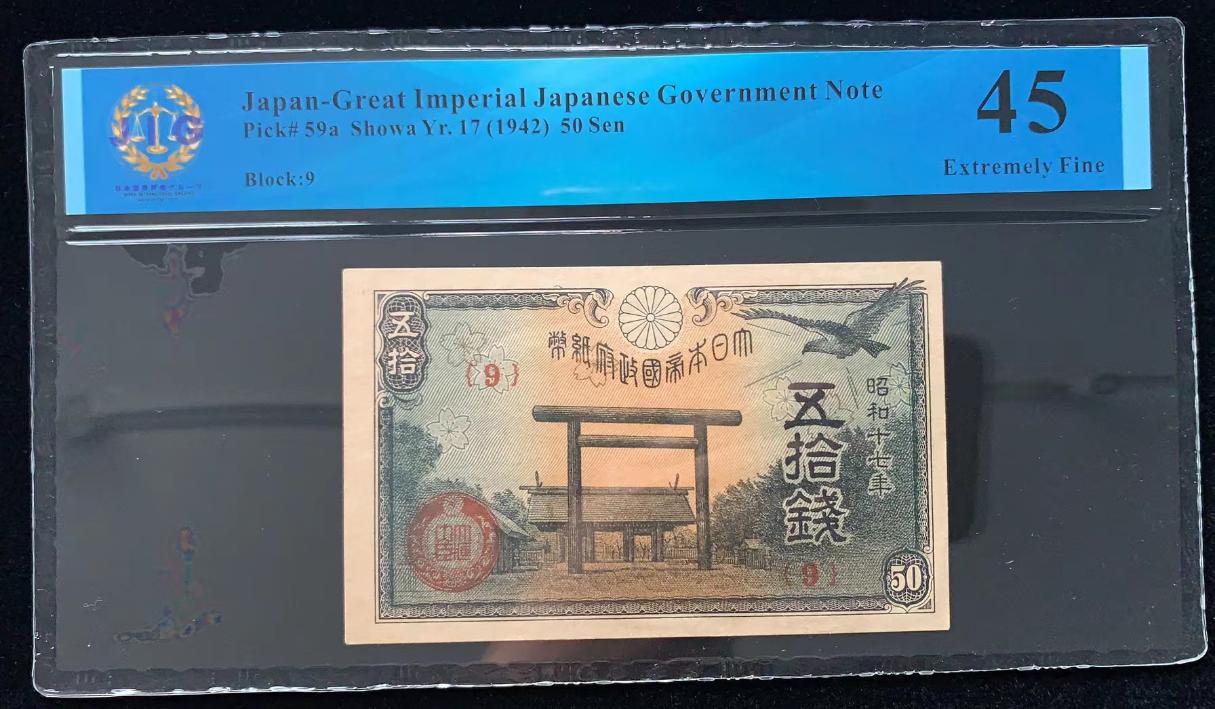 Japan-Great Imperial Japanese Government Note
Pick# 59a Showa Yr. 17 (1942) 50 Sen
Block:9
45
Extremely Fine
JIG
大日本帝國政府紙幣
五拾
{9}
昭和十七年
五拾錢
{9}
50